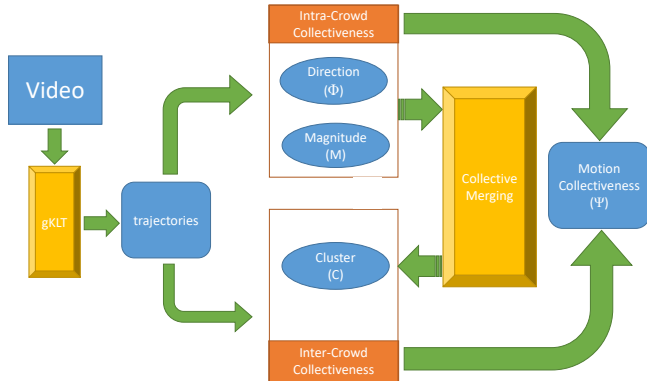 Video
gKLT
trajectories
Intra-Crowd
Collectiveness
Direction
(Φ)
Magnitude
(M)
Cluster
(C)
Inter-Crowd
Collectiveness
Collective
Merging
Motion
Collectiveness
(Ψ)